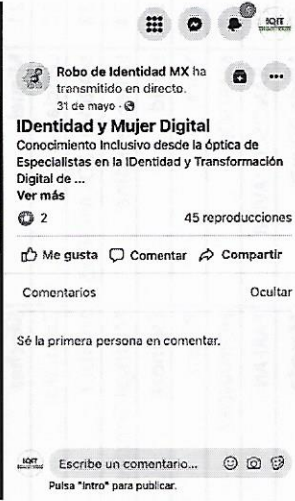 Robo de Identidad MX ha
transmitido en directo.
31 de mayo ·
IDentidad y Mujer Digital
Conocimiento Inclusivo desde la óptica de
Especialistas en la IDentidad y Transformación
Digital de ...
Ver más
2 45 reproducciones
Me gusta Comentar Compartir
Comentarios Ocultar
Sé la primera persona en comentar.
Escribe un comentario...
Pulsa "Intro" para publicar.